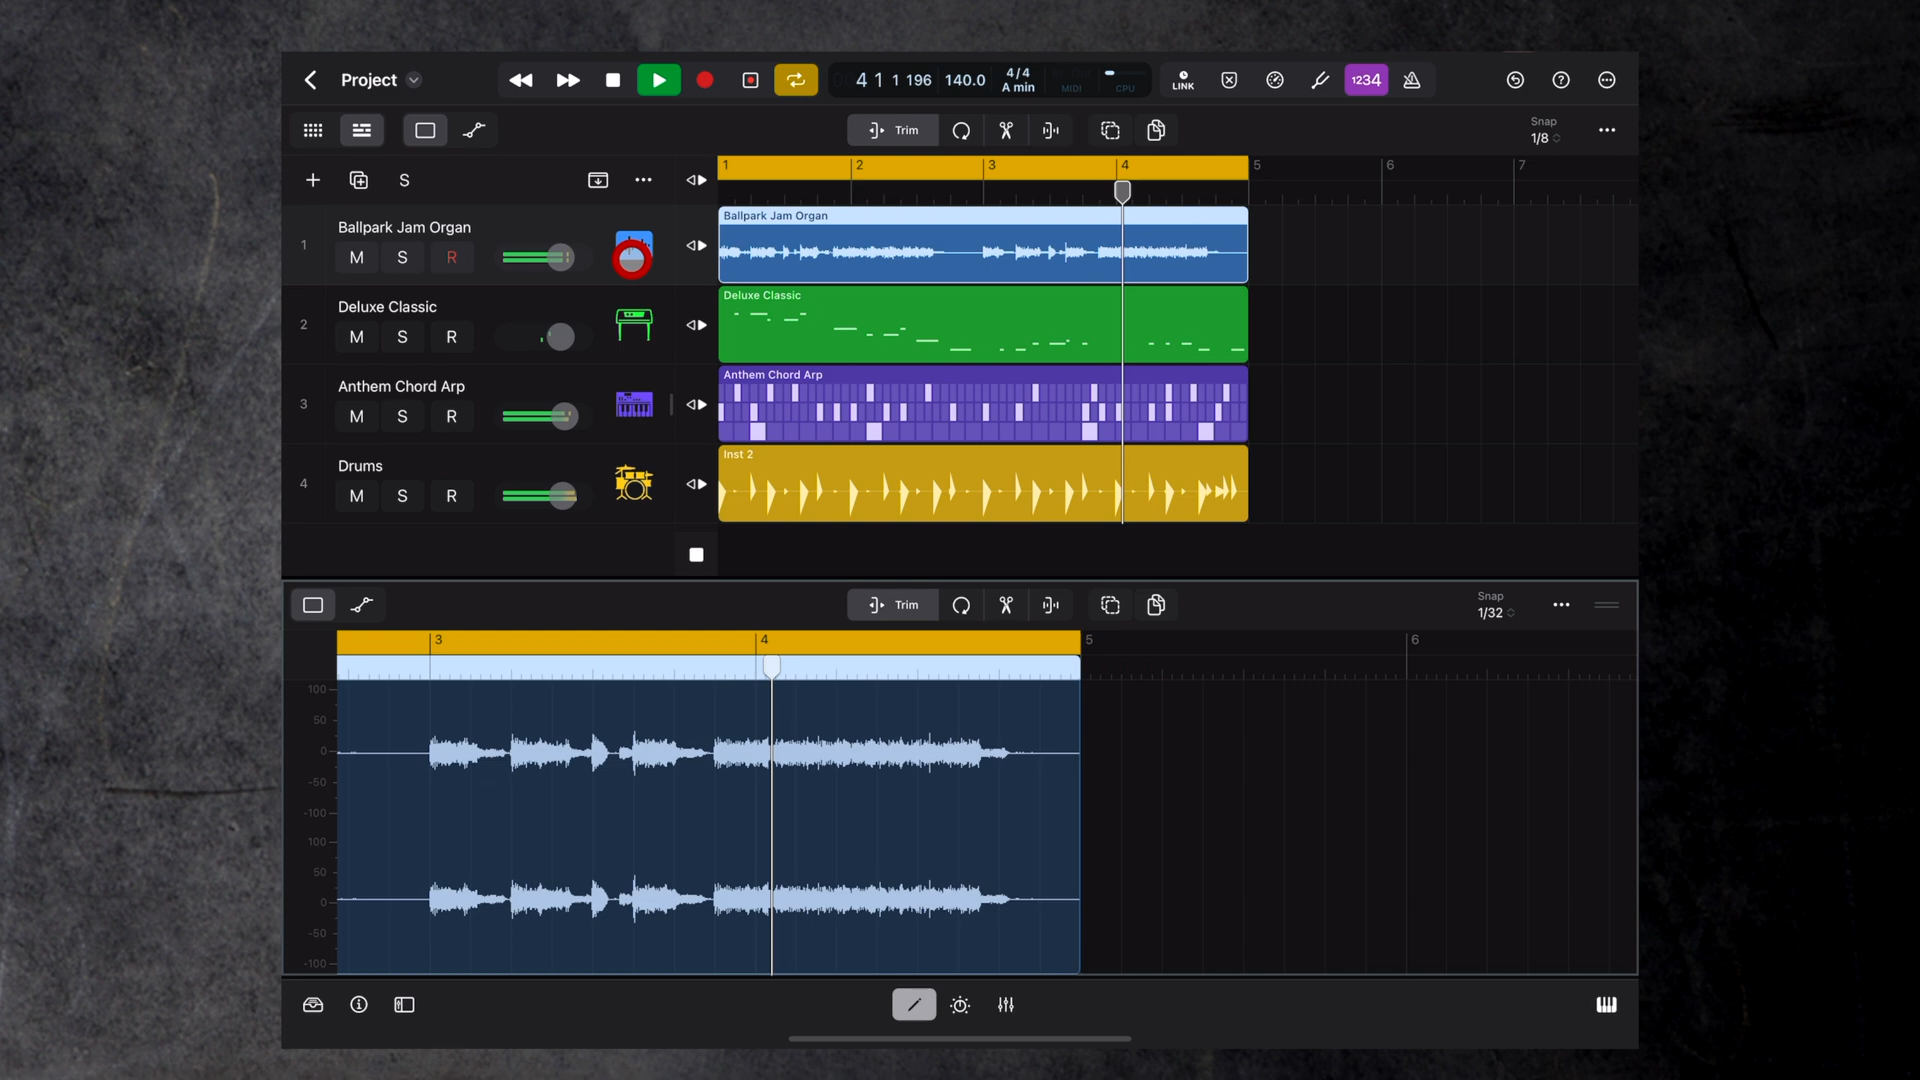 Project
4 1 1 196
140.0
4/4
A min
MIDI
CPU
LINK
1234
Trim
Snap
1/8
S
1 2 3 4 5 6 7
1
Ballpark Jam Organ
M S R
Ballpark Jam Organ
2
Deluxe Classic
M S R
Deluxe Classic
3
Anthem Chord Arp
M S R
Anthem Chord Arp
4
Drums
M S R
Inst 2
Trim
Snap
1/32
3 4 5 6
100
50
0
-50
-100
100
50
0
-50
-100